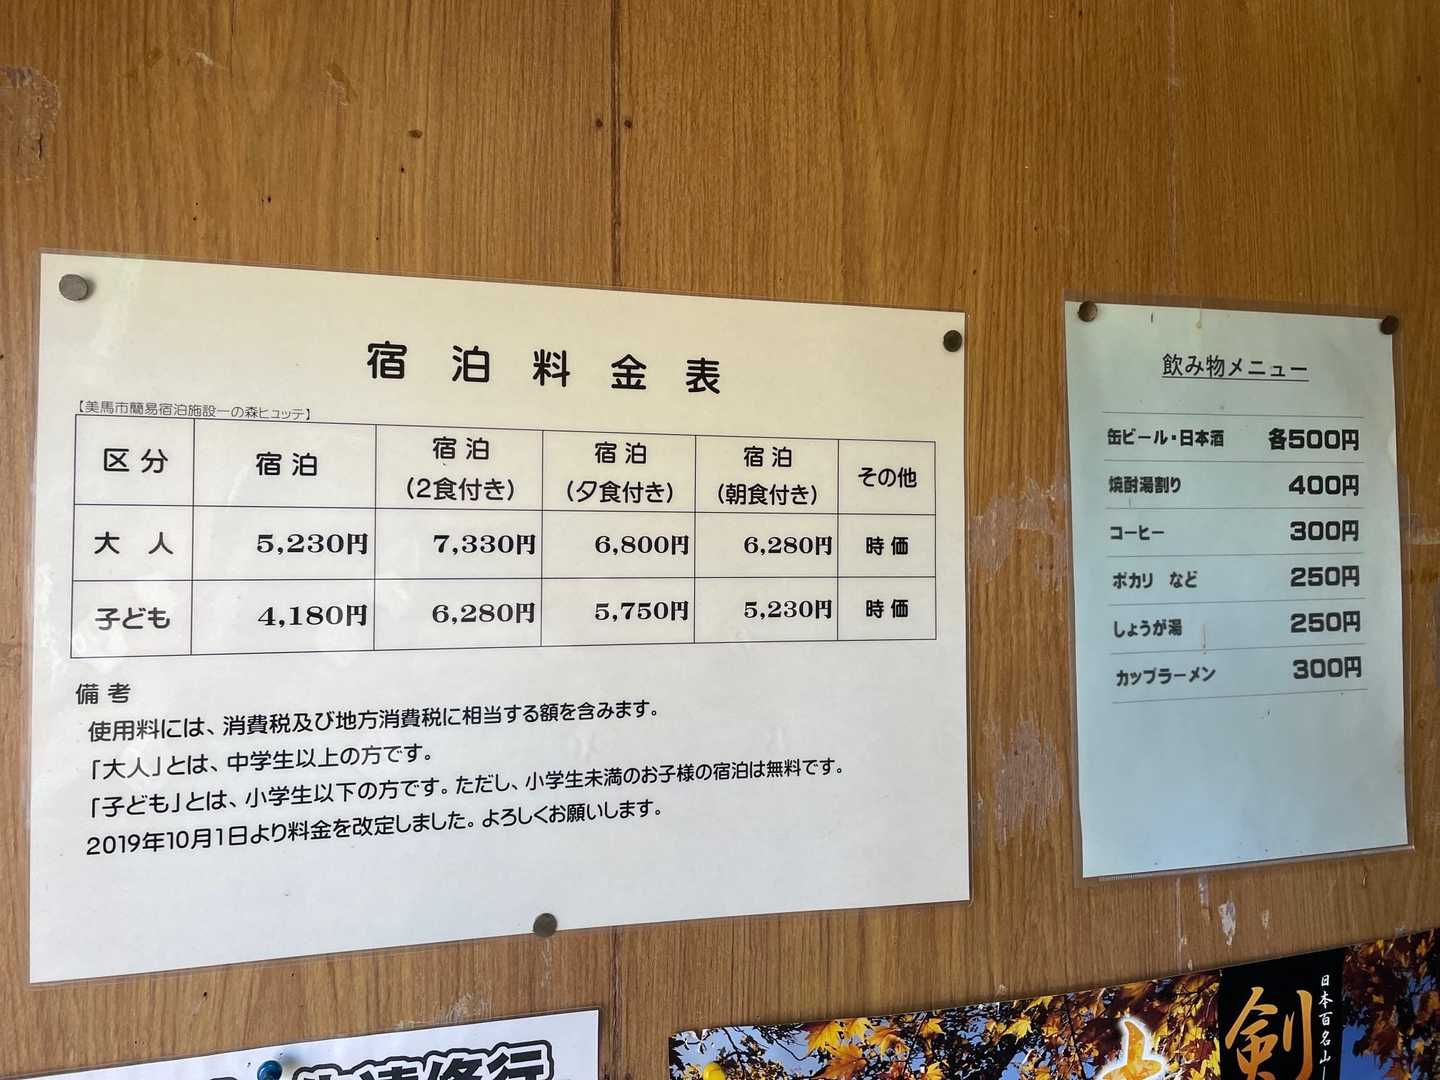 宿泊料金表
【美馬市簡易宿泊施設一の森ヒュッテ】
区分 宿泊 宿泊(2食付き) 宿泊(夕食付き) 宿泊(朝食付き) その他
大人 5,230円 7,330円 6,800円 6,280円 時価
子ども 4,180円 6,280円 5,750円 5,230円 時価
備考
使用料には、消費税及び地方消費税に相当する額を含みます。
「大人」とは、中学生以上の方です。
「子ども」とは、小学生以下の方です。ただし、小学生未満のお子様の宿泊は無料です。
2019年10月1日より料金を改定しました。よろしくお願いします。
飲み物メニュー
缶ビール・日本酒 各500円
焼酎湯割り 400円
コーヒー 300円
ポカリ など 250円
しょうが湯 250円
カップラーメン 300円
修行
日本百名山
剣